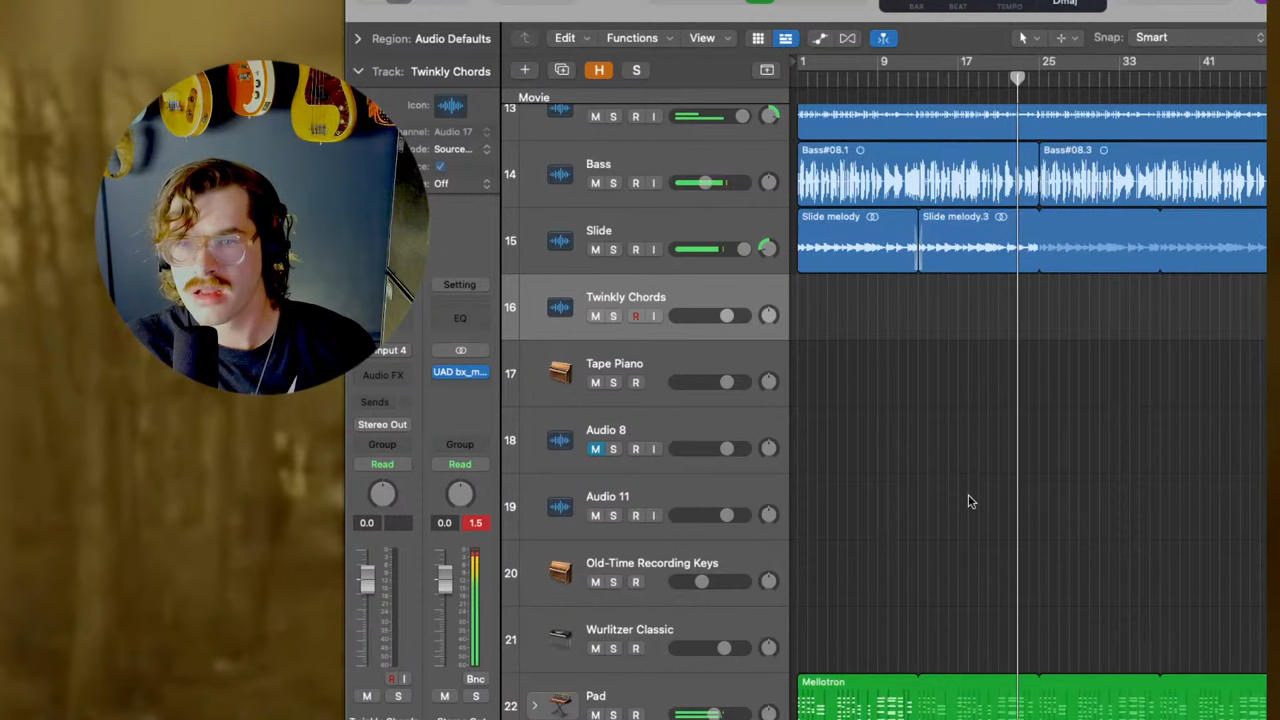 BAR BEAT TEMPO Dmaj
Region: Audio Defaults
Edit Functions View
Snap: Smart
Track: Twinkly Chords
H S
1 9 17 25 33 41
Movie
Icon:
13 M S R I
Audio 17
Source...
Off
14 Bass
M S R I
Bass#08.1 Bass#08.3
15 Slide
M S R I
Slide melody Slide melody.3
Setting
16 Twinkly Chords
M S R I
EQ
Input 4
17 Tape Piano
M S R
Audio FX UAD bx_m...
Sends
Stereo Out
18 Audio 8
M S R I
Group Group
Read Read
19 Audio 11
M S R I
0.0 0.0 1.5
20 Old-Time Recording Keys
M S R
21 Wurlitzer Classic
M S R
R I Bnc
M S M S
22 Pad
M S R
Mellotron